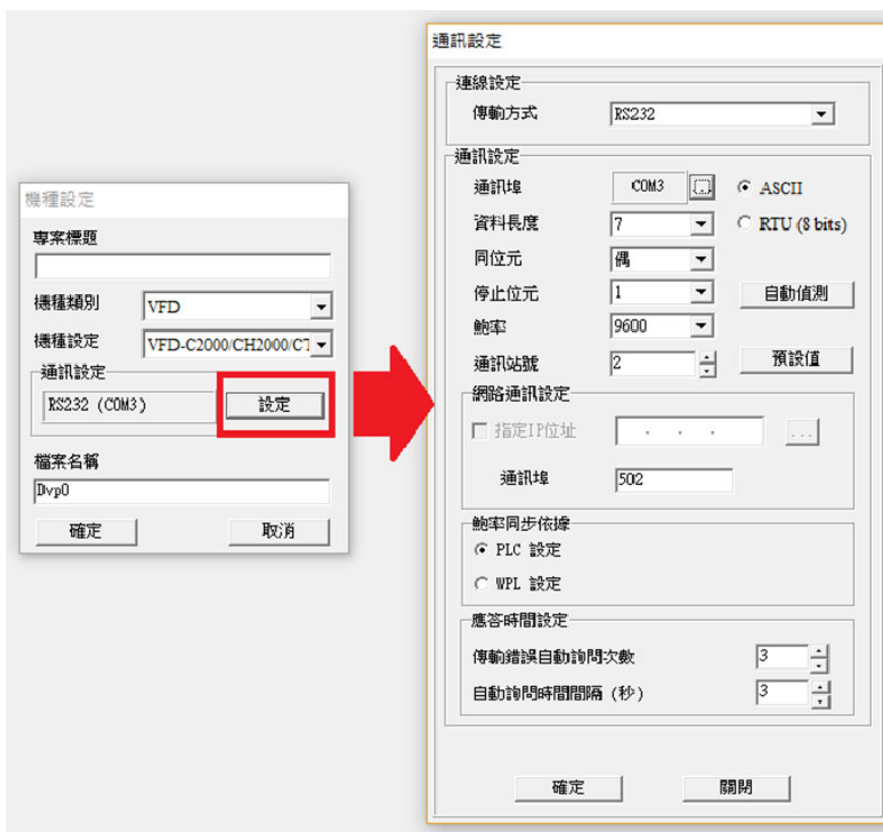 機種設定
專案標題
機種類別 VFD
機種設定 VFD-C2000/CH2000/CT
通訊設定
RS232 (COM3) 設定
檔案名稱
Dvp0
確定 取消
通訊設定
連線設定
傳輸方式 RS232
通訊設定
通訊埠 COM3 ... ASCII
資料長度 7 RTU (8 bits)
同位元 偶
停止位元 1 自動偵測
鮑率 9600
通訊站號 2 預設值
網路通訊設定
指定IP位址 . . . ...
通訊埠 502
鮑率同步依據
PLC 設定
WPL 設定
應答時間設定
傳輸錯誤自動詢問次數 3
自動詢問時間間隔 (秒) 3
確定 關閉